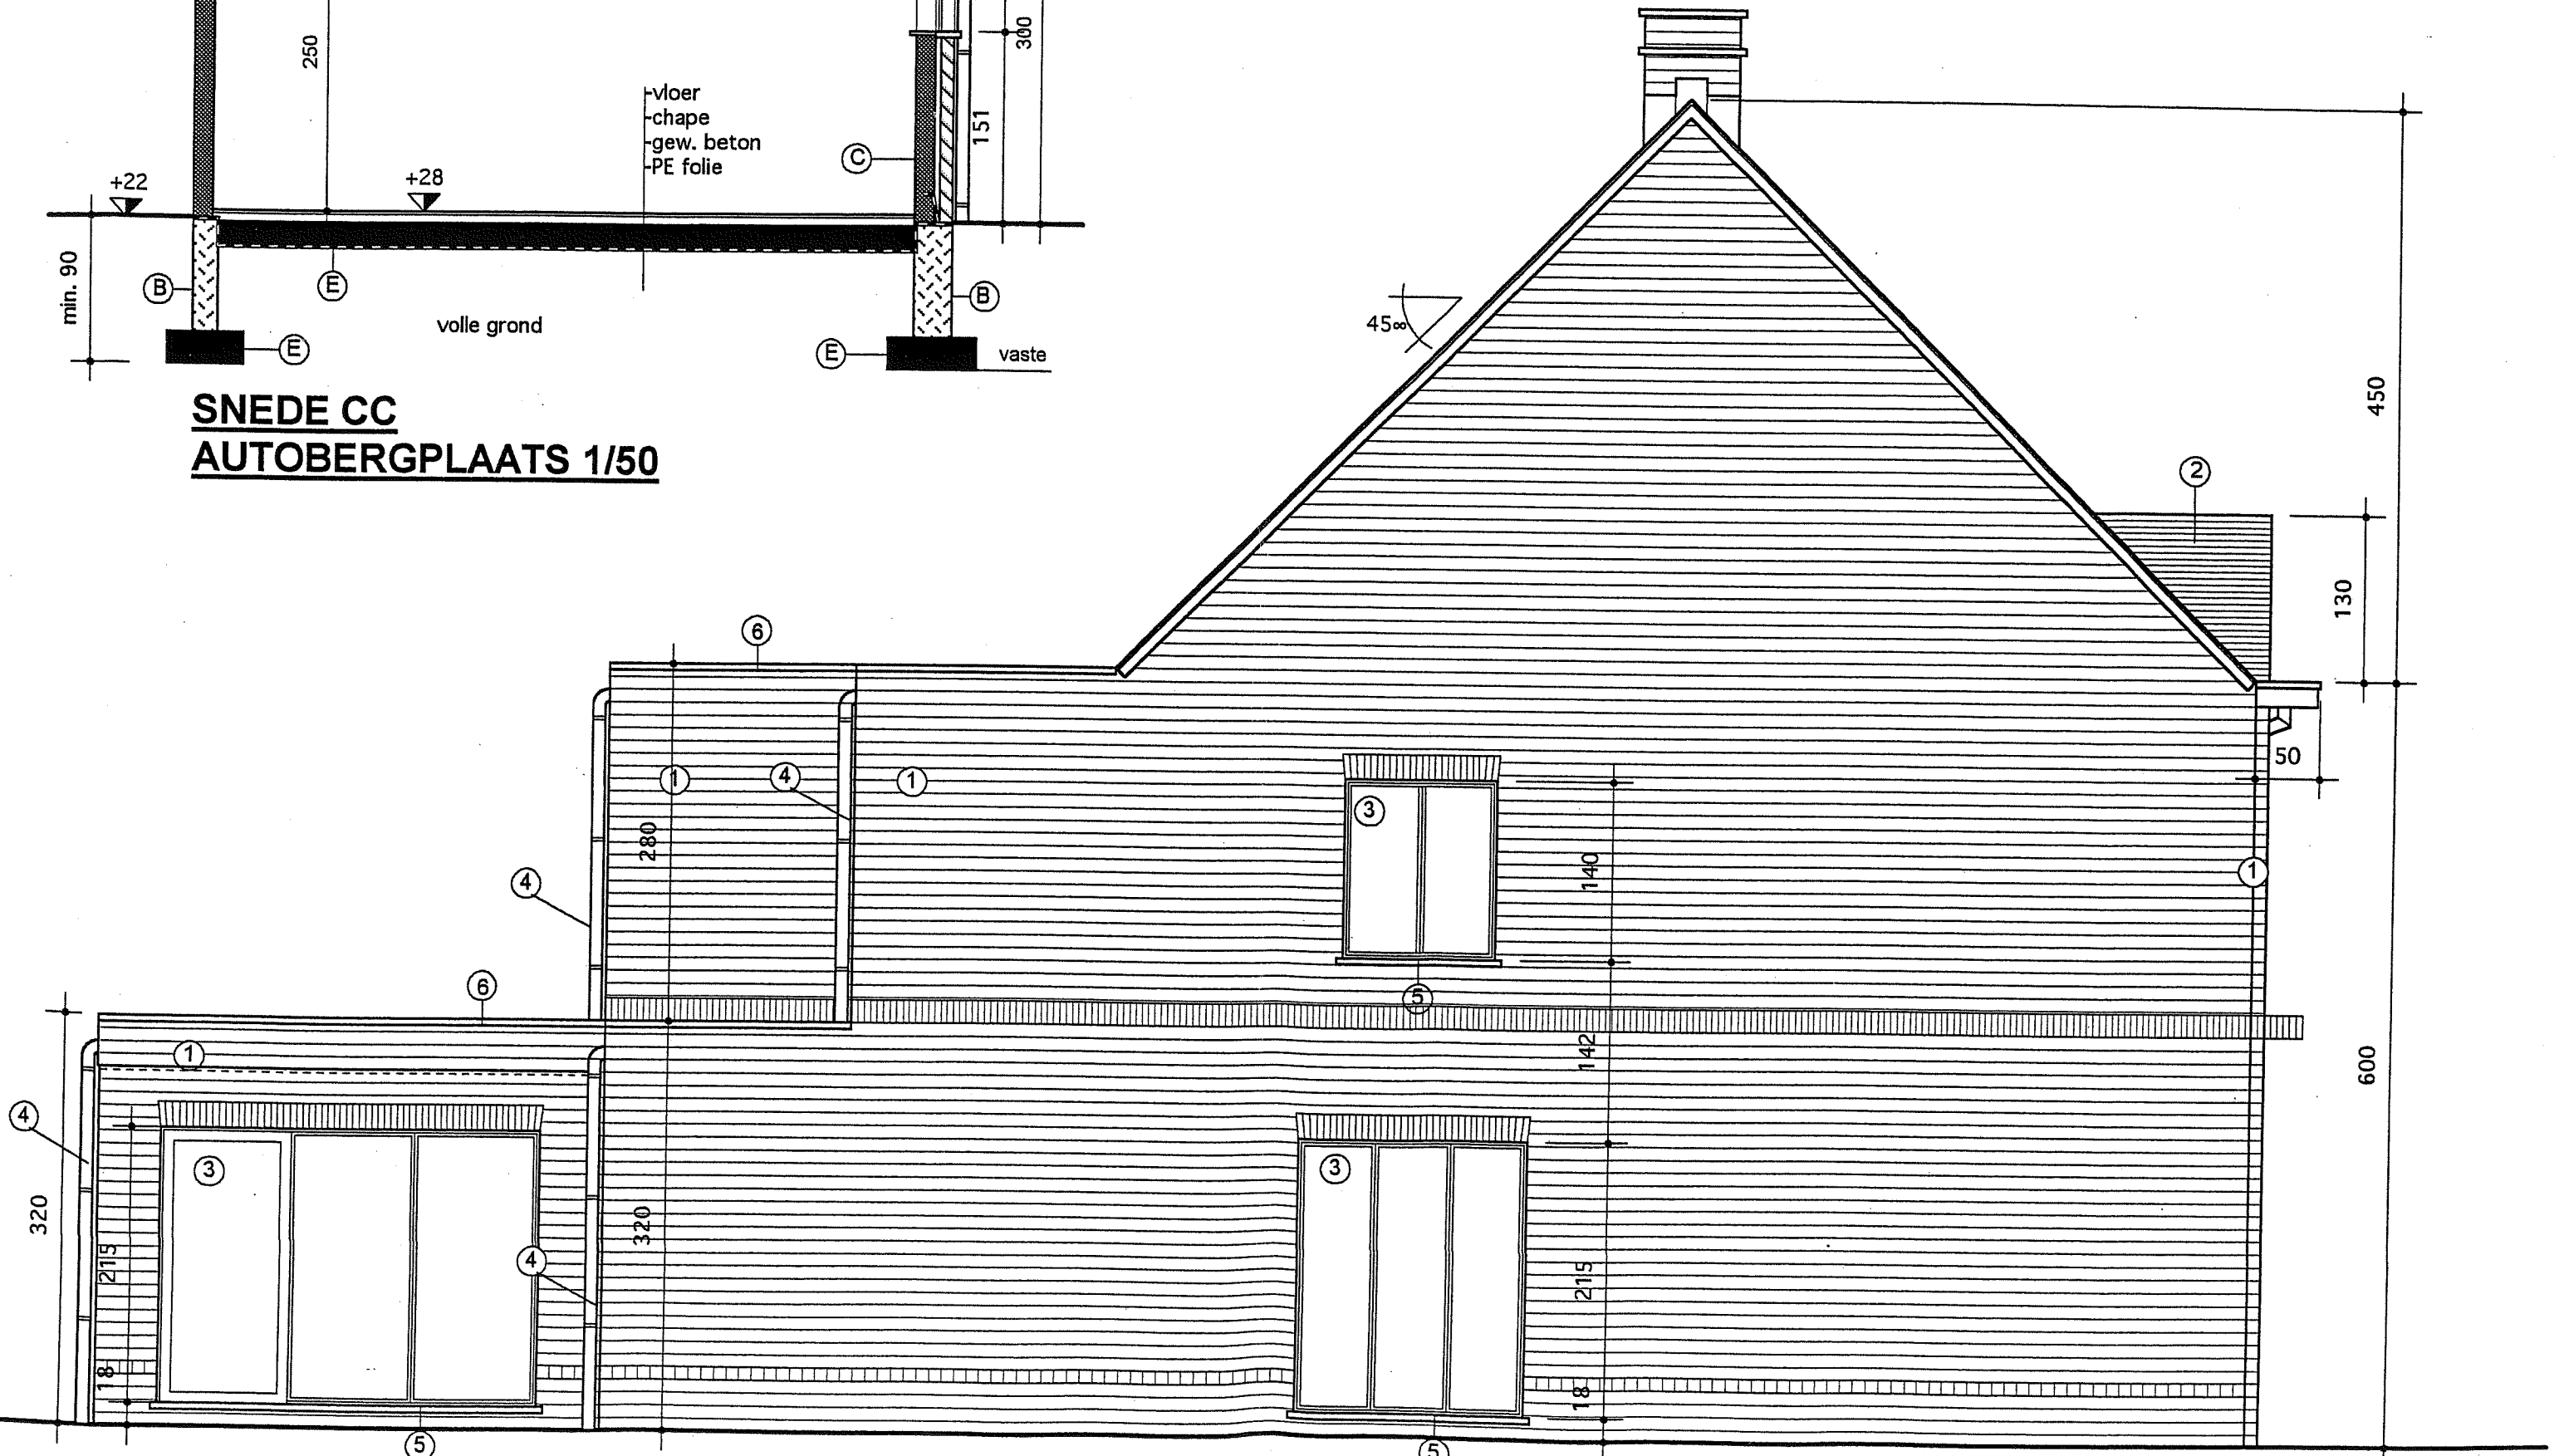 250
300
151
-vloer
-chape
-gew. beton
-PE folie
C
+22
+28
min. 90
B
E
B
volle grond
E
E
vaste
SNEDE CC
AUTOBERGPLAATS 1/50
45∞
450
2
130
6
50
1
4
1
3
280
140
1
4
6
5
142
600
1
4
3
3
320
215
320
4
215
18
18
5
5